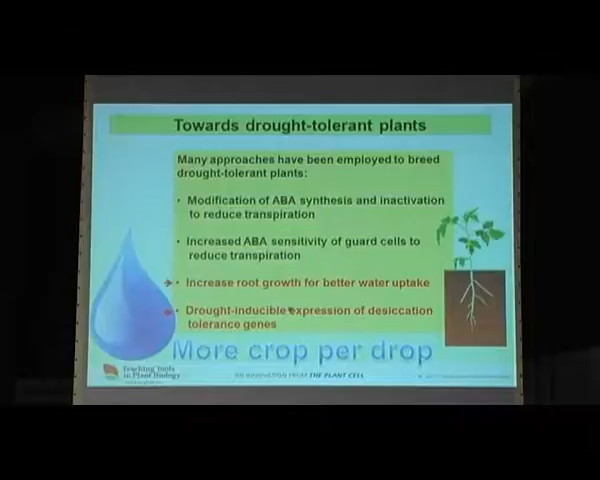 Towards drought-tolerant plants
Many approaches have been employed to breed
drought-tolerant plants:
• Modification of ABA synthesis and inactivation
to reduce transpiration
• Increased ABA sensitivity of guard cells to
reduce transpiration
Increase root growth for better water uptake
• Drought-inducible expression of desiccation
tolerance genes
More crop per drop
Teaching Tools
in Plant Biology
AN INNOVATION FROM THE PLANT CELL